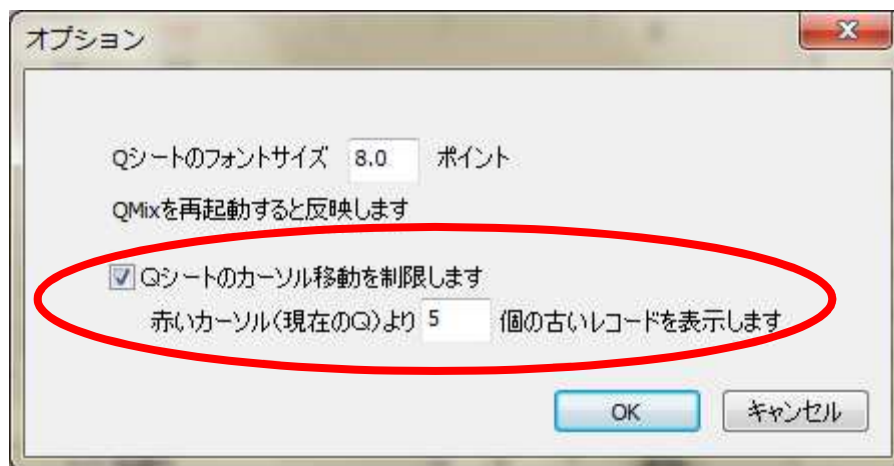 オプション
Qシートのフォントサイズ 8.0 ポイント
QMixを再起動すると反映します
Qシートのカーソル移動を制限します
赤いカーソル(現在のQ)より 5 個の古いレコードを表示します
OK キャンセル